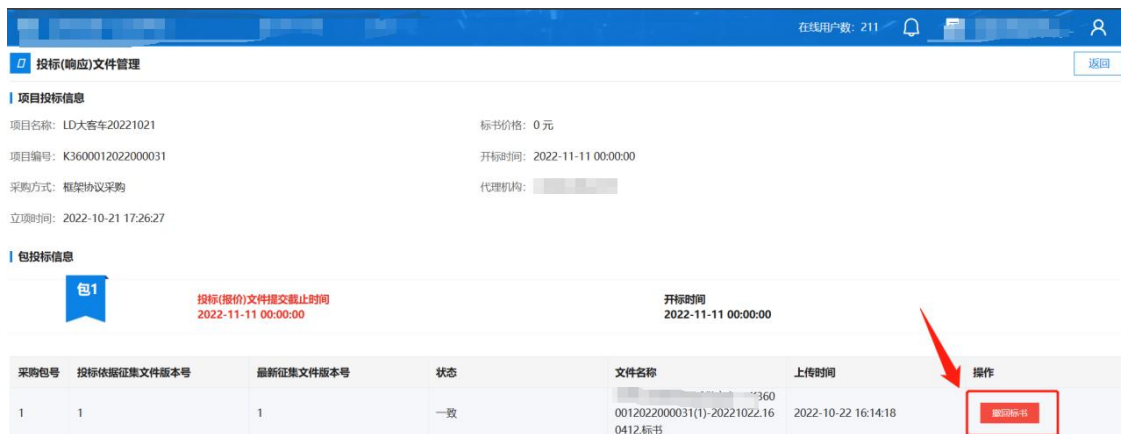 在线用户数：211
投标(响应)文件管理
返回
项目投标信息
项目名称：LD大客车20221021
标书价格：0 元
项目编号：K3600012022000031
开标时间：2022-11-11 00:00:00
采购方式：框架协议采购
代理机构：
立项时间：2022-10-21 17:26:27
包投标信息
包1
投标(报价)文件提交截止时间
2022-11-11 00:00:00
开标时间
2022-11-11 00:00:00
采购包号 投标依据征集文件版本号 最新征集文件版本号 状态 文件名称 上传时间 操作
360
1 1 1 一致 0012022000031(1)-20221022.16 2022-10-22 16:14:18 撤回标书
0412.标书